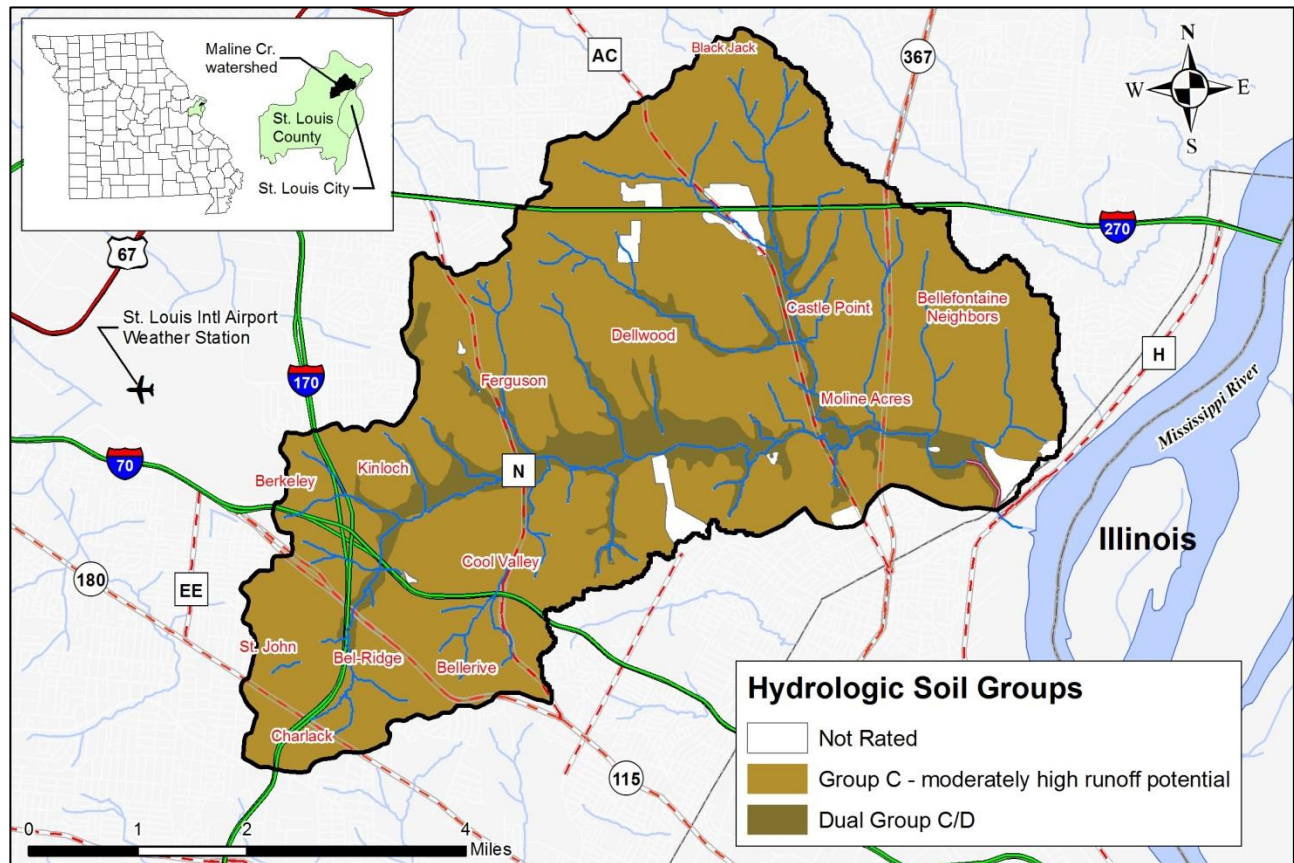 Maline Cr.
watershed
St. Louis
County
St. Louis City
AC
Black Jack
367
N
W
E
S
67
270
St. Louis Intl Airport
Weather Station
170
Castle Point
Bellefontaine
Neighbors
Dellwood
H
Ferguson
Moline Acres
Mississippi River
70
Kinloch
N
Berkeley
Illinois
Cool Valley
180
EE
St. John
Bel-Ridge
Bellerive
Charlack
115
Hydrologic Soil Groups
Not Rated
Group C - moderately high runoff potential
Dual Group C/D
0 1 2 4
Miles